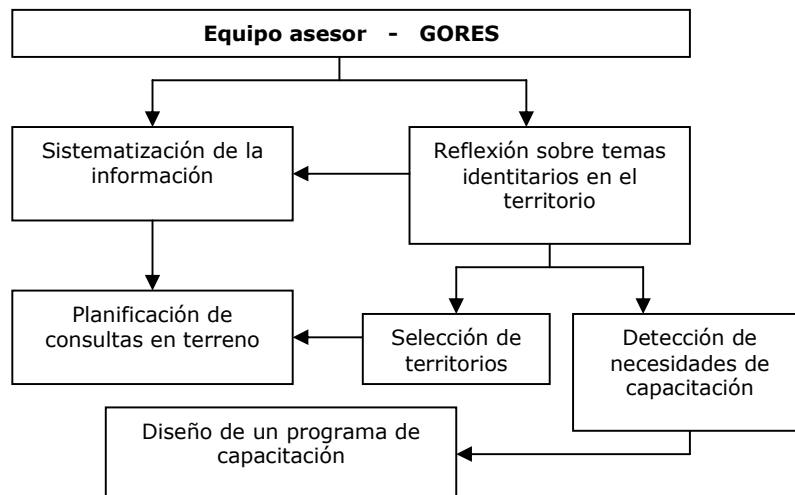 Equipo asesor - GORES
Sistematización de la
información
Reflexión sobre temas
identitarios en el
territorio
Planificación de
consultas en terreno
Selección de
territorios
Detección de
necesidades de
capacitación
Diseño de un programa de
capacitación